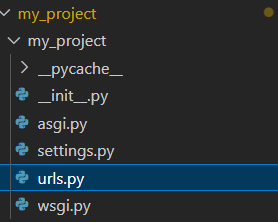 my_project
my_project
__pycache__
__init__.py
asgi.py
settings.py
urls.py
wsgi.py